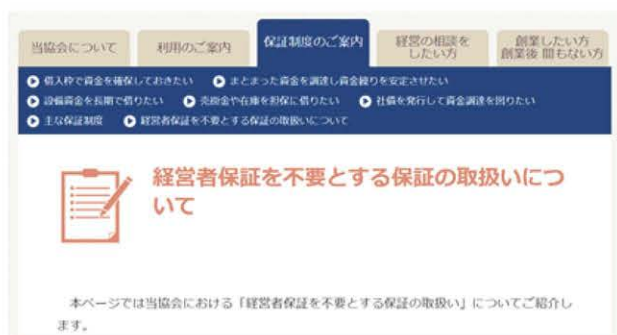 当協会について
利用のご案内
保証制度のご案内
経営の相談を
したい方
創業したい方
創業後間もない方
借入枠で資金を確保しておきたい
まとまった資金を調達し資金繰りを安定させたい
設備資金を長期で借りたい
売掛金や在庫を担保に借りたい
社債を発行して資金調達を図りたい
主な保証制度
経営者保証を不要とする保証の取扱いについて
経営者保証を不要とする保証の取扱いにつ
いて
本ページでは当協会における「経営者保証を不要とする保証の取扱い」についてご紹介し
ます。